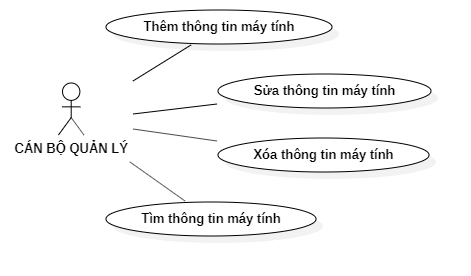 Thêm thông tin máy tính
Sửa thông tin máy tính
CÁN BỘ QUẢN LÝ
Xóa thông tin máy tính
Tìm thông tin máy tính